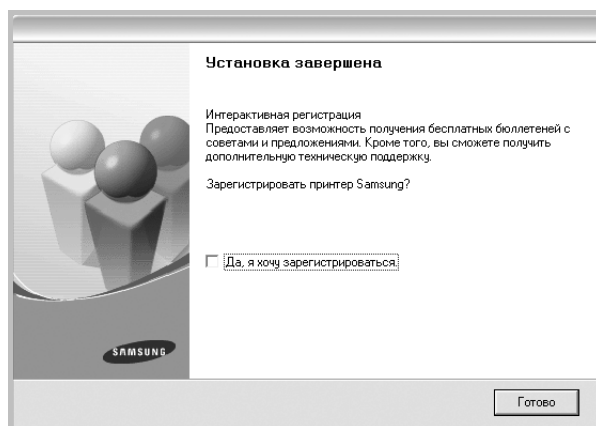 Установка завершена
Интерактивная регистрация
Предоставляет возможность получения бесплатных бюллетеней с
советами и предложениями. Кроме того, вы сможете получить
дополнительную техническую поддержку.
Зарегистрировать принтер Samsung?
Да, я хочу зарегистрироваться.
SAMSUNG
Готово